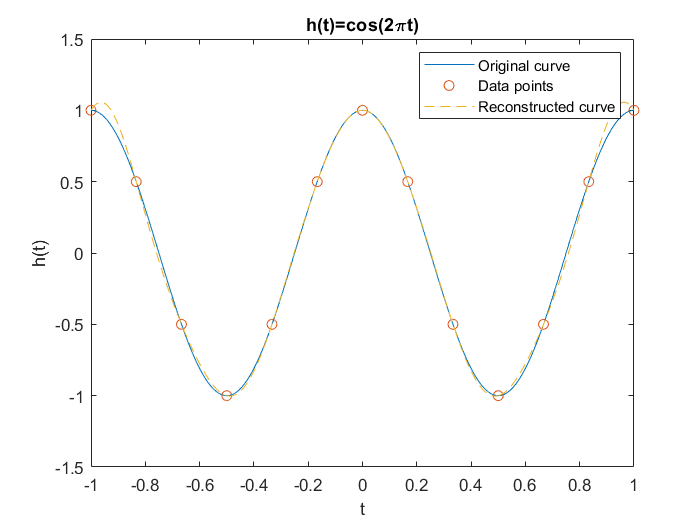 h(t)=cos(2πt)
Original curve
Data points
Reconstructed curve
1.5
1
0.5
0
-0.5
-1
-1.5
h(t)
-1 -0.8 -0.6 -0.4 -0.2 0 0.2 0.4 0.6 0.8 1
t